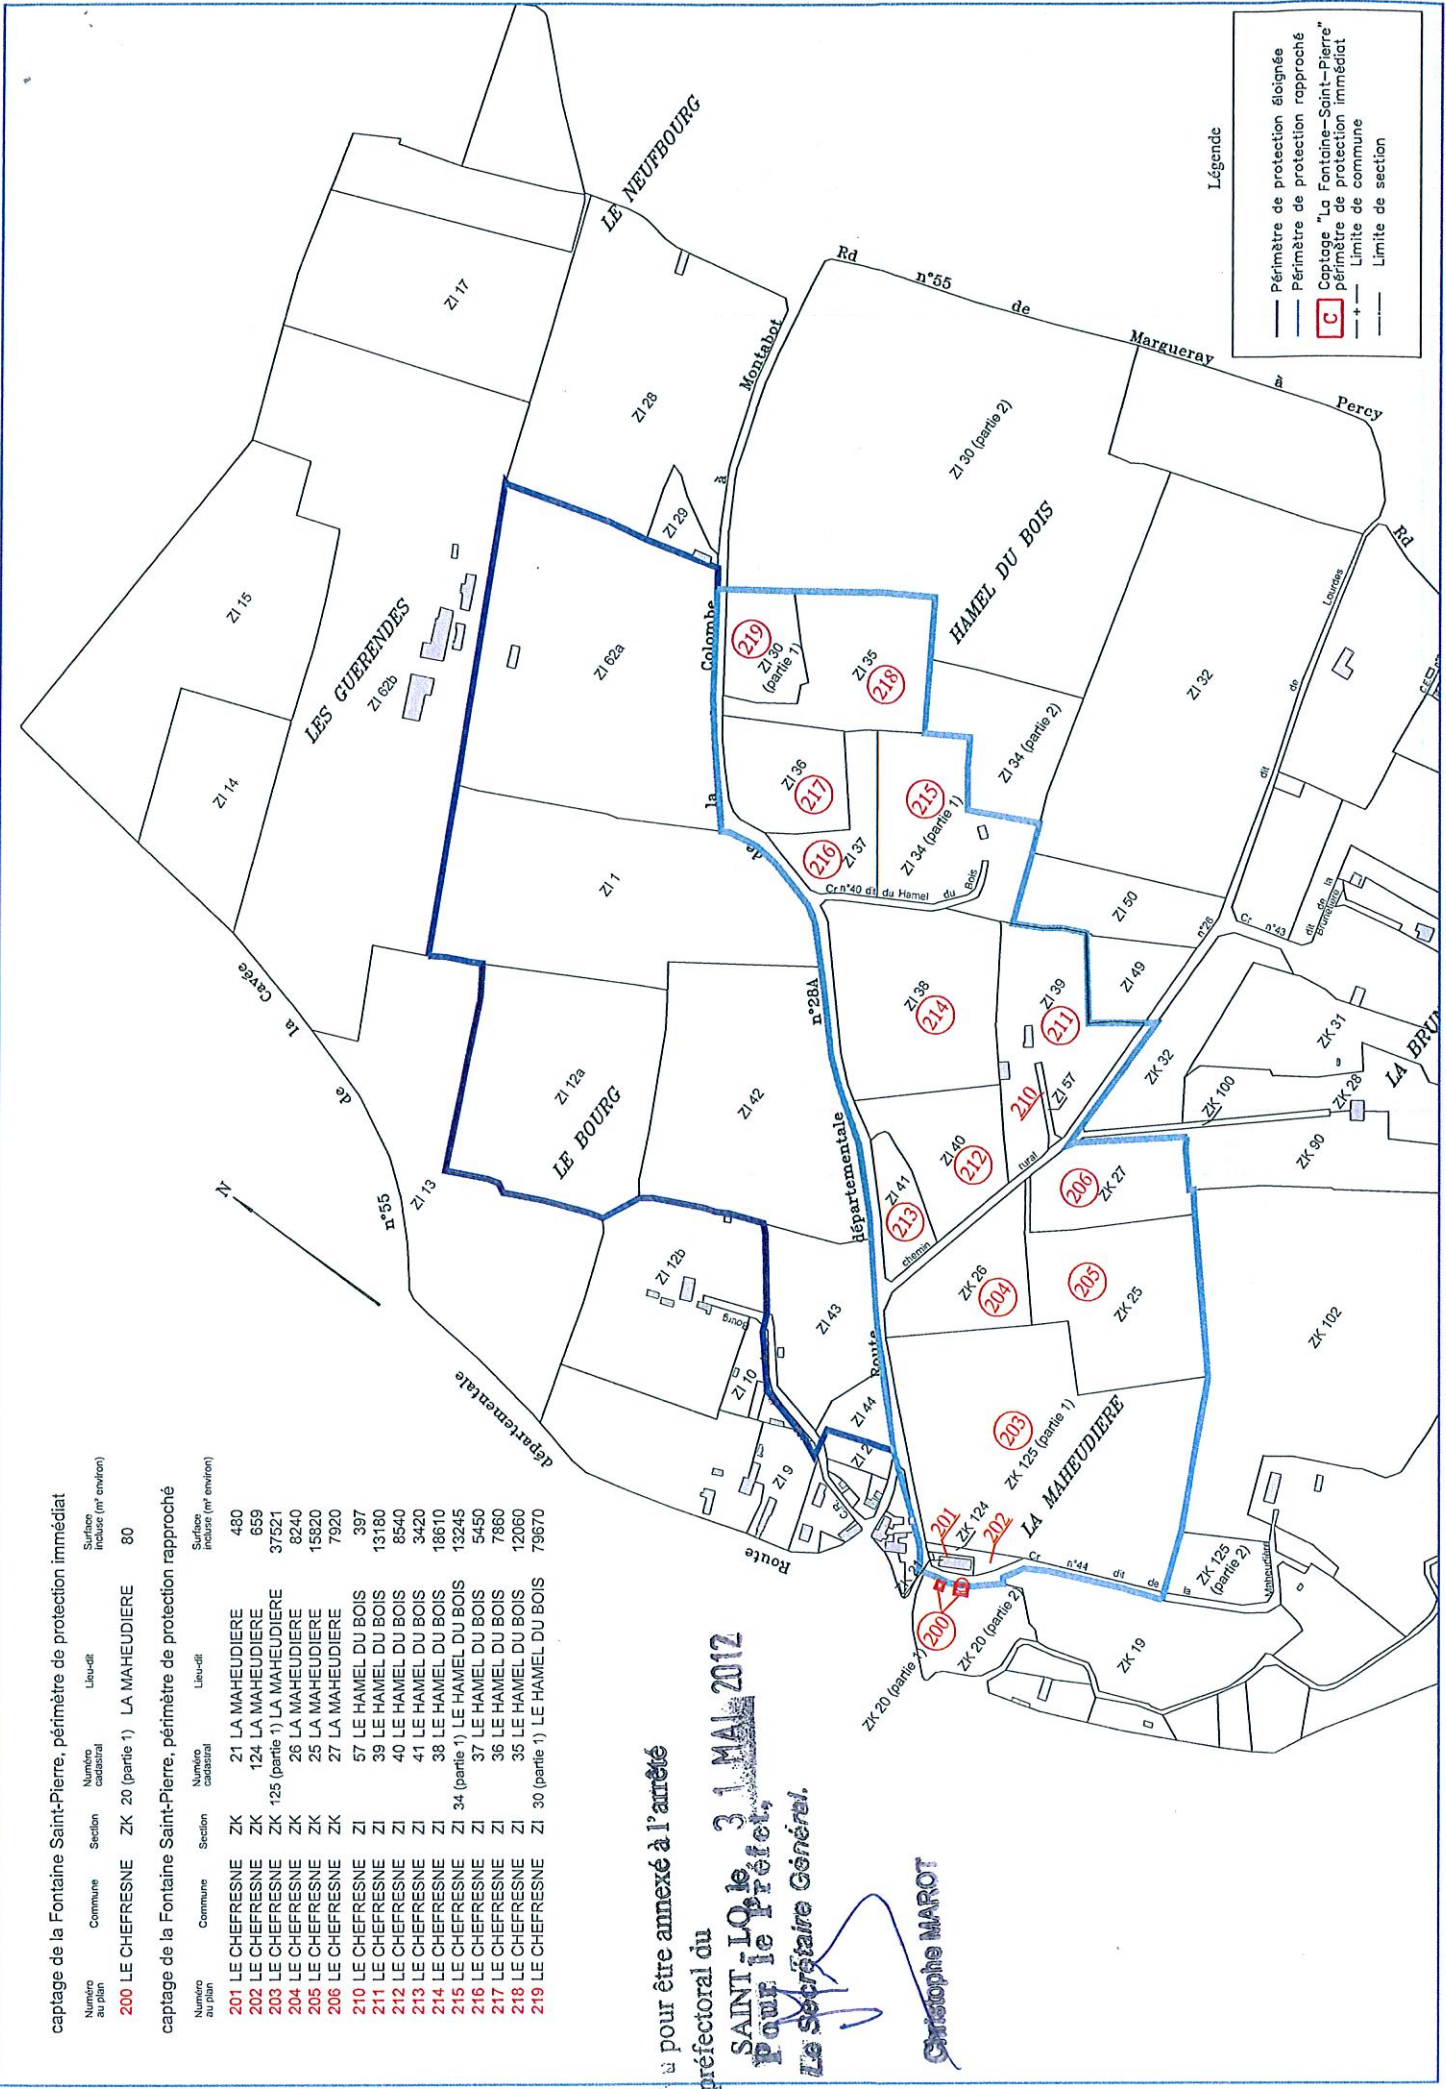 captage de la Fontaine Saint-Pierre, périmètre de protection immédiat
Numéro au plan Commune Section Numéro cadastral Lieu-dit Surface incluse (m² environ)
200 LE CHEFRESNE ZK 20 (partie 1) LA MAHEUDIERE 80
captage de la Fontaine Saint-Pierre, périmètre de protection rapproché
Numéro au plan Commune Section Numéro cadastral Lieu-dit Surface incluse (m² environ)
201 LE CHEFRESNE ZK 21 LA MAHEUDIERE 480
202 LE CHEFRESNE ZK 124 LA MAHEUDIERE 659
203 LE CHEFRESNE ZK 125 (partie 1) LA MAHEUDIERE 37521
204 LE CHEFRESNE ZK 26 LA MAHEUDIERE 8240
205 LE CHEFRESNE ZK 25 LA MAHEUDIERE 15820
206 LE CHEFRESNE ZK 27 LA MAHEUDIERE 7920
210 LE CHEFRESNE ZI 57 LE HAMEL DU BOIS 397
211 LE CHEFRESNE ZI 39 LE HAMEL DU BOIS 13180
212 LE CHEFRESNE ZI 40 LE HAMEL DU BOIS 8540
213 LE CHEFRESNE ZI 41 LE HAMEL DU BOIS 3420
214 LE CHEFRESNE ZI 38 LE HAMEL DU BOIS 18610
215 LE CHEFRESNE ZI 34 (partie 1) LE HAMEL DU BOIS 13245
216 LE CHEFRESNE ZI 37 LE HAMEL DU BOIS 5450
217 LE CHEFRESNE ZI 36 LE HAMEL DU BOIS 7860
218 LE CHEFRESNE ZI 35 LE HAMEL DU BOIS 12060
219 LE CHEFRESNE ZI 30 (partie 1) LE HAMEL DU BOIS 79670
pour être annexé à l'arrêté
préfectoral du
SAINT-LO, le 31 MAI 2012
Pour le Préfet,
Le Secrétaire Général.
Christophe MAROT
N
Route départementale n°55 de la Cavée
ZI 14
ZI 15
ZI 17
LES GUERENDES
ZI 62b
LE NEUFBOURG
ZI 28
ZI 29
ZI 62a
ZI 1
ZI 13
ZI 12a
LE BOURG
ZI 42
ZI 12b
Bourg
ZI 10
ZI 43
ZI 9
ZI 44
ZI 2
C.R.
Route départementale n°28A de la Colombe à Montabot
Rd n°55 de Margueray à Percy
219
ZI 30
(partie 1)
ZI 35
218
ZI 36
217
216
ZI 37
215
ZI 34 (partie 1)
ZI 34 (partie 2)
ZI 30 (partie 2)
HAMEL DU BOIS
ZI 32
Cr n°40 dit du Hamel du Bois
ZI 38
214
ZI 39
211
ZI 50
ZI 49
210
ZI 57
ZI 40
212
ZI 41
213
chemin rural n°26 dit de Lourdes
Rd
Cr n°43 dit de la Brunetière
ZK 32
ZK 31
ZK 100
ZK 28
ZK 90
LA BRUN
206
ZK 27
ZK 26
204
205
ZK 25
ZK 102
203
ZK 125 (partie 1)
LA MAHEUDIERE
201
ZK 124
202
ZK 21
Cr n°44 dit de la Maheudière
ZK 125
(partie 2)
200
ZK 20 (partie 1)
ZK 20 (partie 2)
ZK 19
Légende
Périmètre de protection éloignée
Périmètre de protection rapproché
C Captage "La Fontaine-Saint-Pierre"
périmètre de protection immédiat
Limite de commune
Limite de section